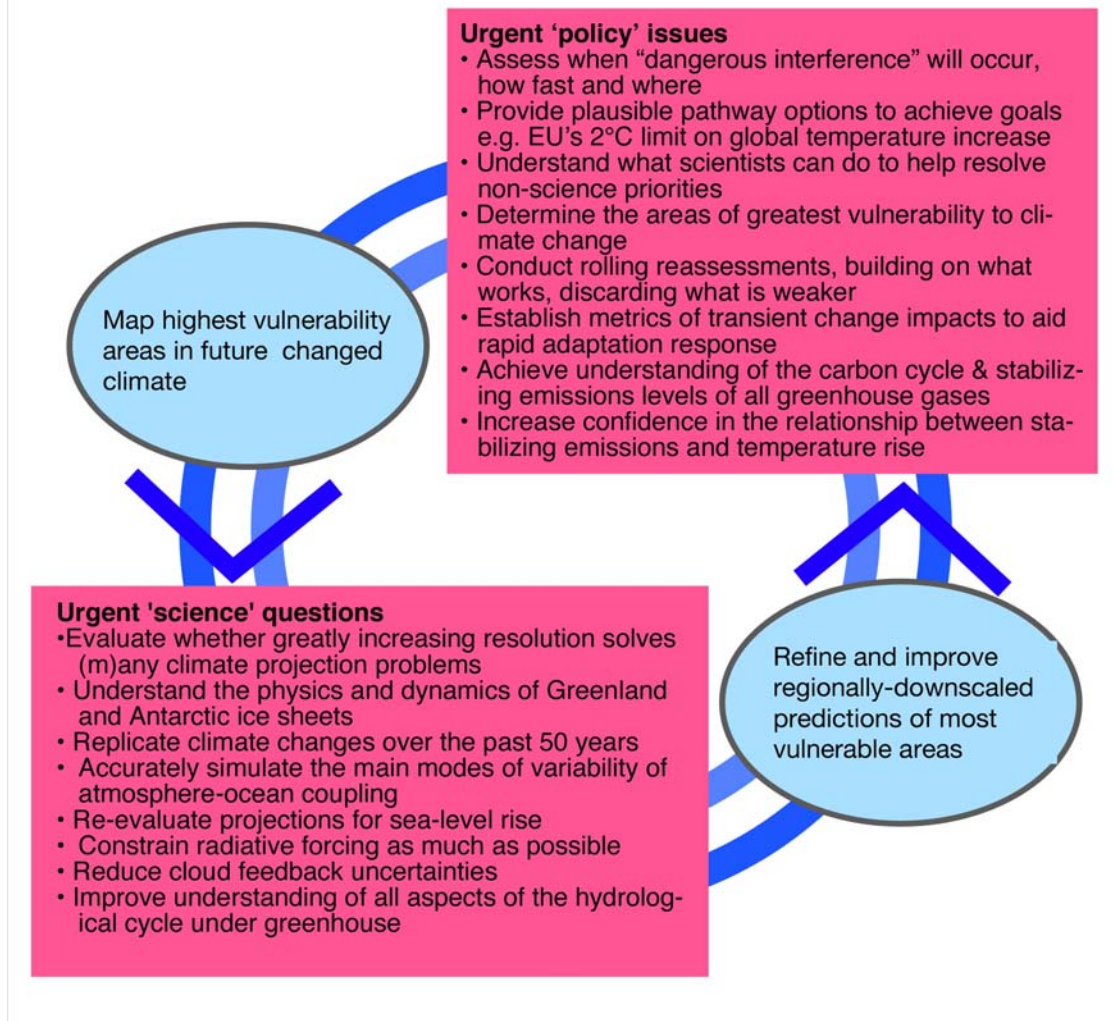 Urgent ‘policy’ issues
• Assess when “dangerous interference” will occur,
how fast and where
• Provide plausible pathway options to achieve goals
e.g. EU’s 2°C limit on global temperature increase
• Understand what scientists can do to help resolve
non-science priorities
• Determine the areas of greatest vulnerability to cli-
mate change
• Conduct rolling reassessments, building on what
works, discarding what is weaker
• Establish metrics of transient change impacts to aid
rapid adaptation response
• Achieve understanding of the carbon cycle & stabiliz-
ing emissions levels of all greenhouse gases
• Increase confidence in the relationship between sta-
bilizing emissions and temperature rise
Map highest vulnerability
areas in future changed
climate
Urgent 'science' questions
•Evaluate whether greatly increasing resolution solves
(m)any climate projection problems
• Understand the physics and dynamics of Greenland
and Antarctic ice sheets
• Replicate climate changes over the past 50 years
• Accurately simulate the main modes of variability of
atmosphere-ocean coupling
• Re-evaluate projections for sea-level rise
• Constrain radiative forcing as much as possible
• Reduce cloud feedback uncertainties
• Improve understanding of all aspects of the hydrolog-
ical cycle under greenhouse
Refine and improve
regionally-downscaled
predictions of most
vulnerable areas